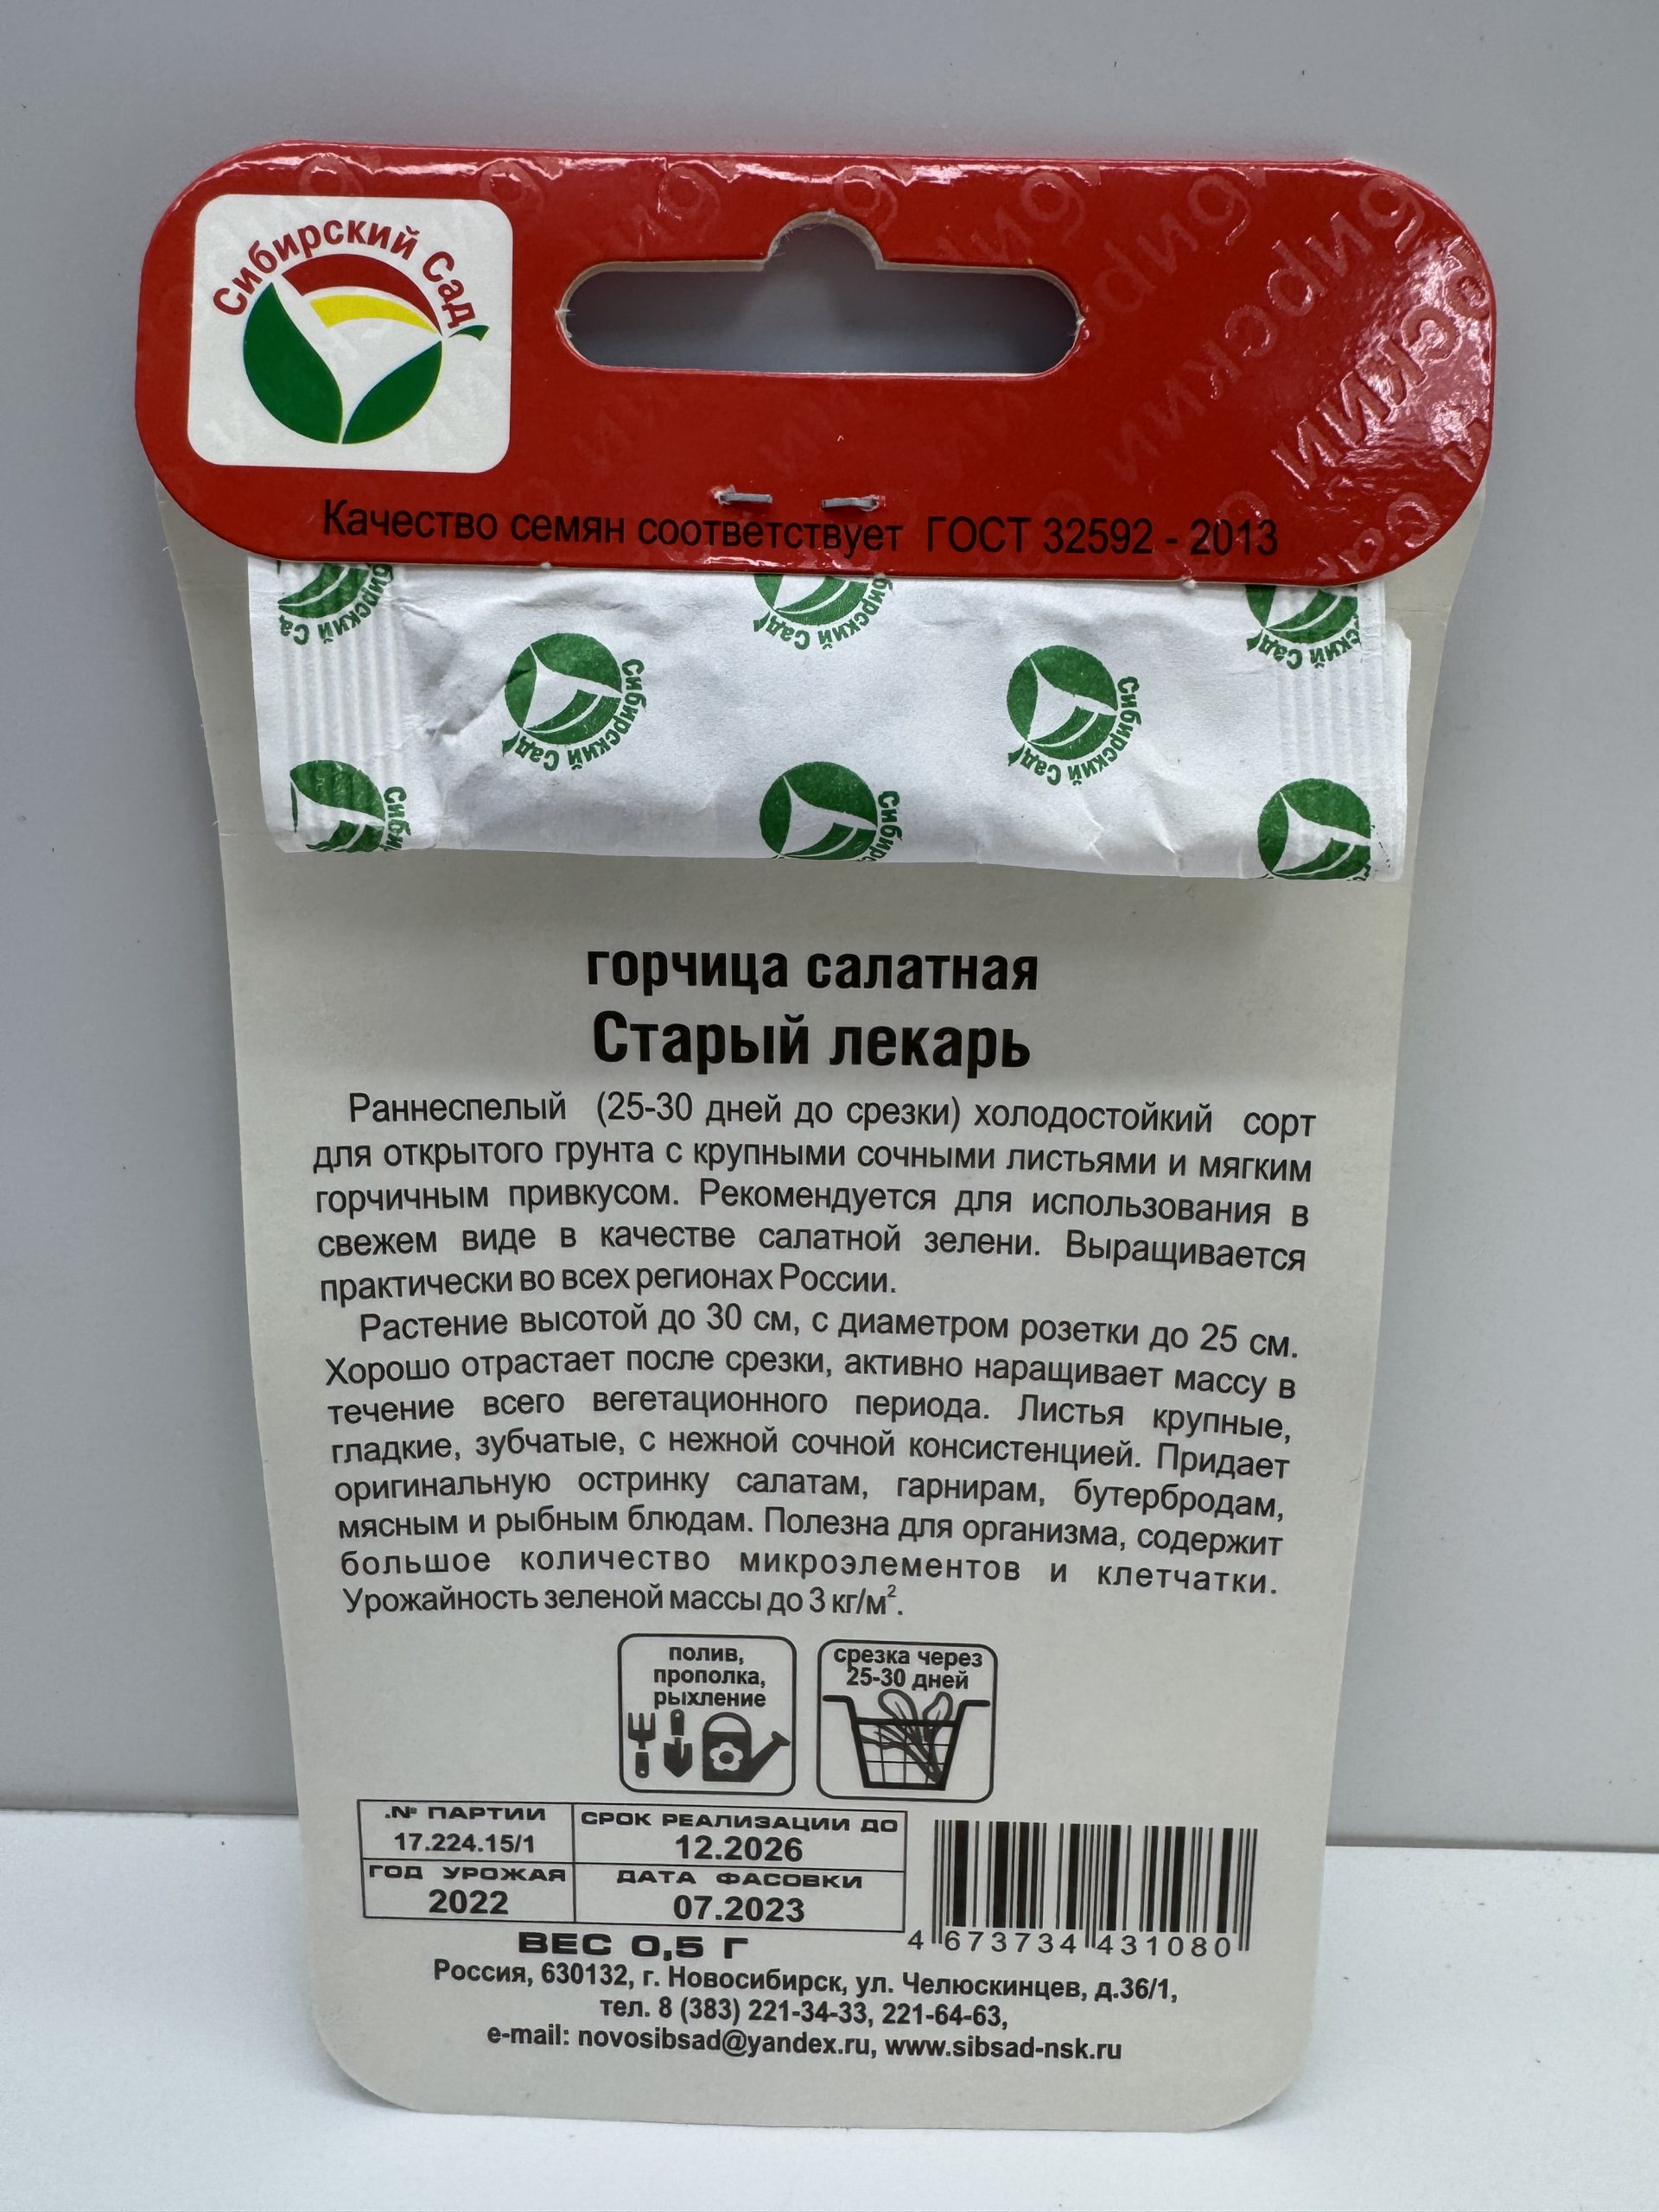 Сибирский Сад
Качество семян соответствует ГОСТ 32592 - 2013
Сибирский Сад
Сибирский Сад
горчица салатная
Старый лекарь
Раннеспелый (25-30 дней до срезки) холодостойкий сорт
для открытого грунта с крупными сочными листьями и мягким
горчичным привкусом. Рекомендуется для использования в
свежем виде в качестве салатной зелени. Выращивается
практически во всех регионах России.
Растение высотой до 30 см, с диаметром розетки до 25 см.
Хорошо отрастает после срезки, активно наращивает массу в
течение всего вегетационного периода. Листья крупные,
гладкие, зубчатые, с нежной сочной консистенцией. Придает
оригинальную остринку салатам, гарнирам, бутербродам,
мясным и рыбным блюдам. Полезна для организма, содержит
большое количество микроэлементов и клетчатки.
Урожайность зеленой массы до 3 кг/м².
полив,
прополка,
рыхление
срезка через
25-30 дней
.№ ПАРТИИ
17.224.15/1
СРОК РЕАЛИЗАЦИИ ДО
12.2026
ГОД УРОЖАЯ
2022
ДАТА ФАСОВКИ
07.2023
4 673734 431080
ВЕС 0,5 Г
Россия, 630132, г. Новосибирск, ул. Челюскинцев, д.36/1,
тел. 8 (383) 221-34-33, 221-64-63,
e-mail: novosibsad@yandex.ru, www.sibsad-nsk.ru